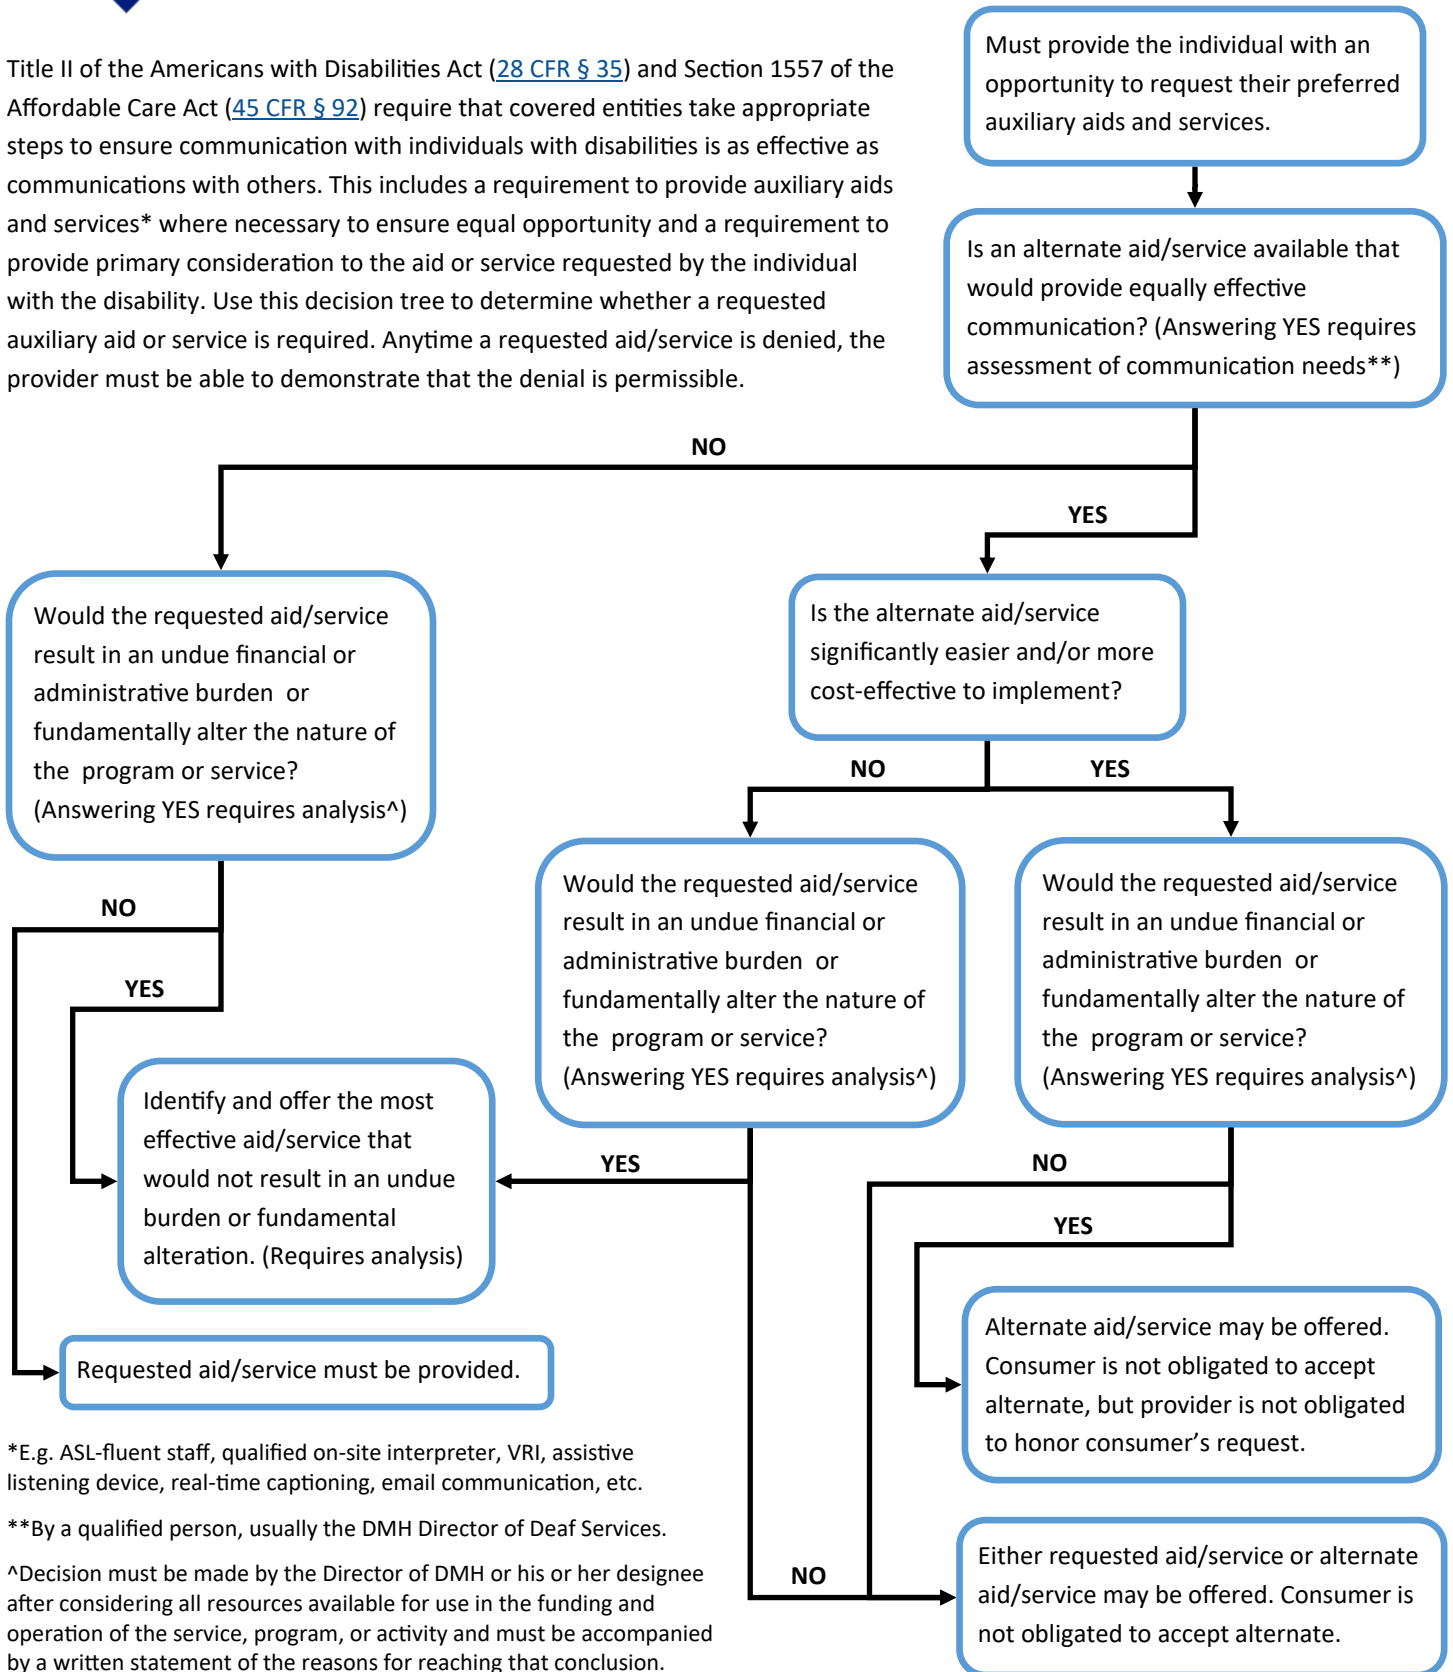 Title II of the Americans with Disabilities Act (28 CFR § 35) and Section 1557 of the
Affordable Care Act (45 CFR § 92) require that covered entities take appropriate
steps to ensure communication with individuals with disabilities is as effective as
communications with others. This includes a requirement to provide auxiliary aids
and services* where necessary to ensure equal opportunity and a requirement to
provide primary consideration to the aid or service requested by the individual
with the disability. Use this decision tree to determine whether a requested
auxiliary aid or service is required. Anytime a requested aid/service is denied, the
provider must be able to demonstrate that the denial is permissible.
Must provide the individual with an
opportunity to request their preferred
auxiliary aids and services.
Is an alternate aid/service available that
would provide equally effective
communication? (Answering YES requires
assessment of communication needs**)
NO
YES
Would the requested aid/service
result in an undue financial or
administrative burden or
fundamentally alter the nature of
the program or service?
(Answering YES requires analysis^)
Is the alternate aid/service
significantly easier and/or more
cost-effective to implement?
NO
YES
Would the requested aid/service
result in an undue financial or
administrative burden or
fundamentally alter the nature of
the program or service?
(Answering YES requires analysis^)
Would the requested aid/service
result in an undue financial or
administrative burden or
fundamentally alter the nature of
the program or service?
(Answering YES requires analysis^)
NO
YES
Identify and offer the most
effective aid/service that
would not result in an undue
burden or fundamental
alteration. (Requires analysis)
YES
NO
YES
Requested aid/service must be provided.
Alternate aid/service may be offered.
Consumer is not obligated to accept
alternate, but provider is not obligated
to honor consumer's request.
NO
Either requested aid/service or alternate
aid/service may be offered. Consumer is
not obligated to accept alternate.
*E.g. ASL-fluent staff, qualified on-site interpreter, VRI, assistive
listening device, real-time captioning, email communication, etc.
**By a qualified person, usually the DMH Director of Deaf Services.
^Decision must be made by the Director of DMH or his or her designee
after considering all resources available for use in the funding and
operation of the service, program, or activity and must be accompanied
by a written statement of the reasons for reaching that conclusion.